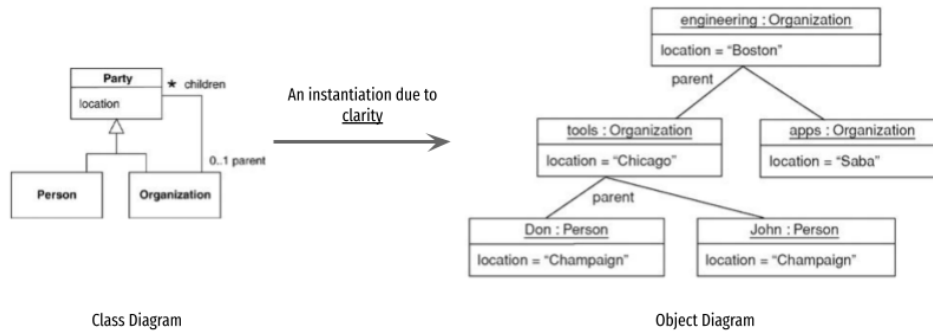 Party
location
* children
0..1 parent
Person
Organization
Class Diagram
An instantiation due to
clarity
engineering : Organization
location = “Boston”
parent
tools : Organization
location = “Chicago”
apps : Organization
location = “Saba”
parent
Don : Person
location = “Champaign”
John : Person
location = “Champaign”
Object Diagram